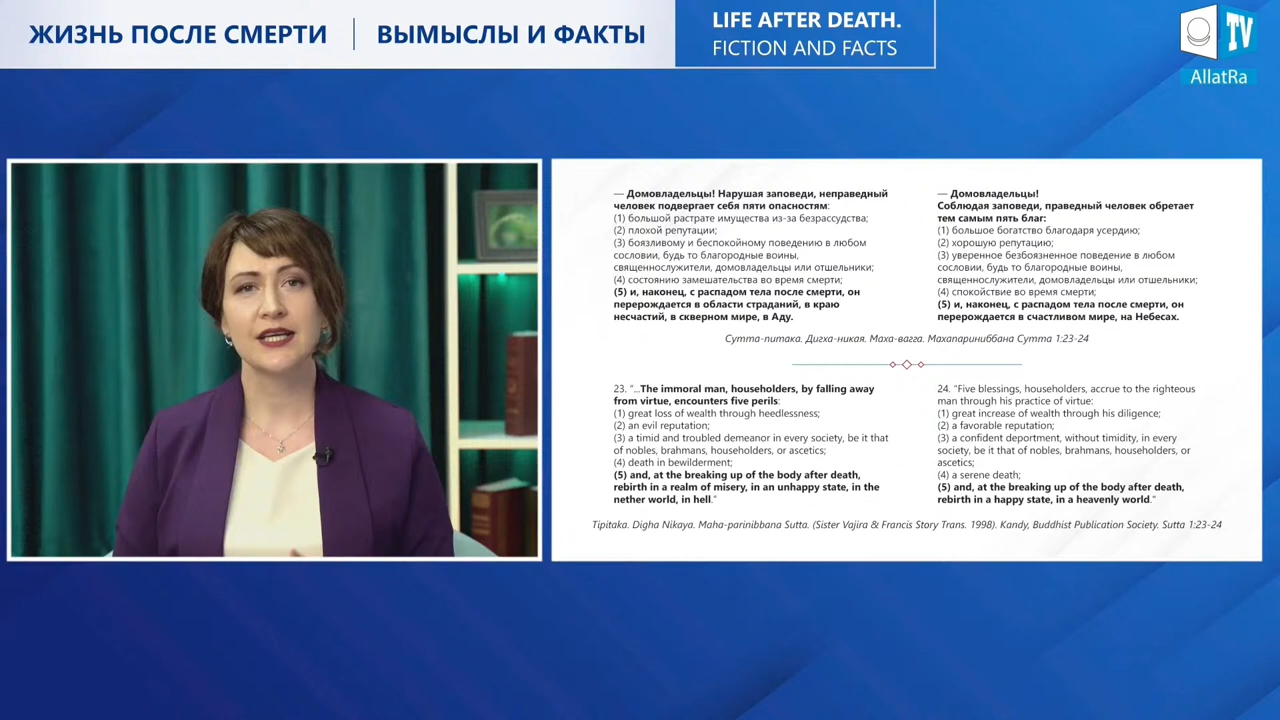 ЖИЗНЬ ПОСЛЕ СМЕРТИ
ВЫМЫСЛЫ И ФАКТЫ
LIFE AFTER DEATH.
FICTION AND FACTS
TV
AllatRa
— Домовладельцы! Нарушая заповеди, неправедный
человек подвергает себя пяти опасностям:
(1) большой растрате имущества из-за безрассудства;
(2) плохой репутации;
(3) боязливому и беспокойному поведению в любом
сословии, будь то благородные воины,
священнослужители, домовладельцы или отшельники;
(4) состоянию замешательства во время смерти;
(5) и, наконец, с распадом тела после смерти, он
перерождается в области страданий, в краю
несчастий, в скверном мире, в Аду.
— Домовладельцы!
Соблюдая заповеди, праведный человек обретает
тем самым пять благ:
(1) большое богатство благодаря усердию;
(2) хорошую репутацию;
(3) уверенное безбоязненное поведение в любом
сословии, будь то благородные воины,
священнослужители, домовладельцы или отшельники;
(4) спокойствие во время смерти;
(5) и, наконец, с распадом тела после смерти, он
перерождается в счастливом мире, на Небесах.
Сутта-питака. Дигха-никая. Маха-вагга. Махапариниббана Сутта 1:23-24
23. “...The immoral man, householders, by falling away
from virtue, encounters five perils:
(1) great loss of wealth through heedlessness;
(2) an evil reputation;
(3) a timid and troubled demeanor in every society, be it that
of nobles, brahmans, householders, or ascetics;
(4) death in bewilderment;
(5) and, at the breaking up of the body after death,
rebirth in a realm of misery, in an unhappy state, in the
nether world, in hell.”
24. “Five blessings, householders, accrue to the righteous
man through his practice of virtue:
(1) great increase of wealth through his diligence;
(2) a favorable reputation;
(3) a confident deportment, without timidity, in every
society, be it that of nobles, brahmans, householders, or
ascetics;
(4) a serene death;
(5) and, at the breaking up of the body after death,
rebirth in a happy state, in a heavenly world.”
Tipitaka. Digha Nikaya. Maha-parinibbana Sutta. (Sister Vajira & Francis Story Trans. 1998). Kandy, Buddhist Publication Society. Sutta 1:23-24